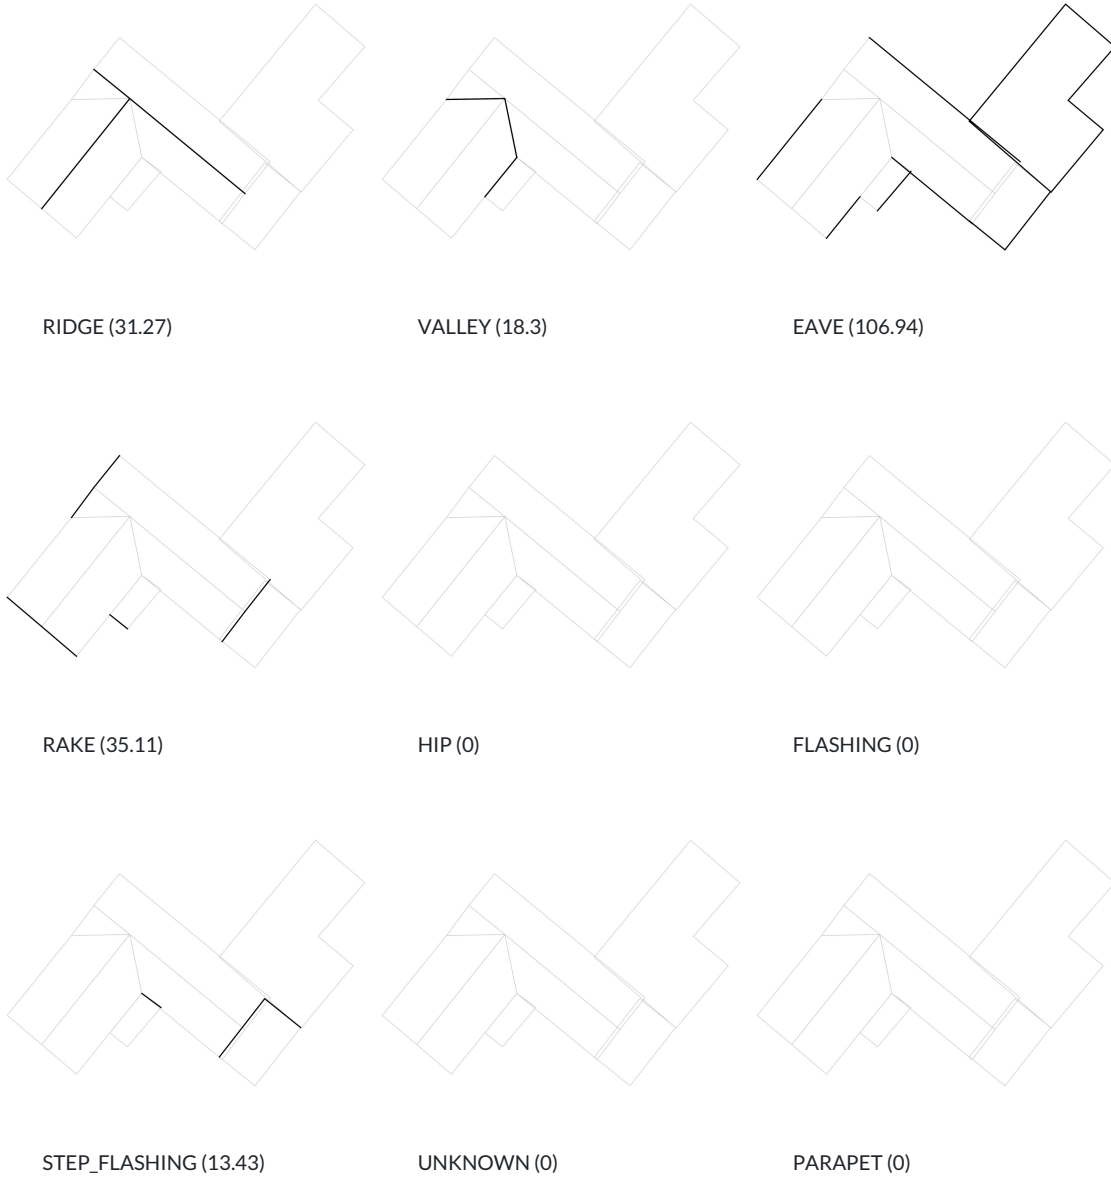 RIDGE (31.27)
VALLEY (18.3)
EAVE (106.94)
RAKE (35.11)
HIP (0)
FLASHING (0)
STEP_FLASHING (13.43)
UNKNOWN (0)
PARAPET (0)